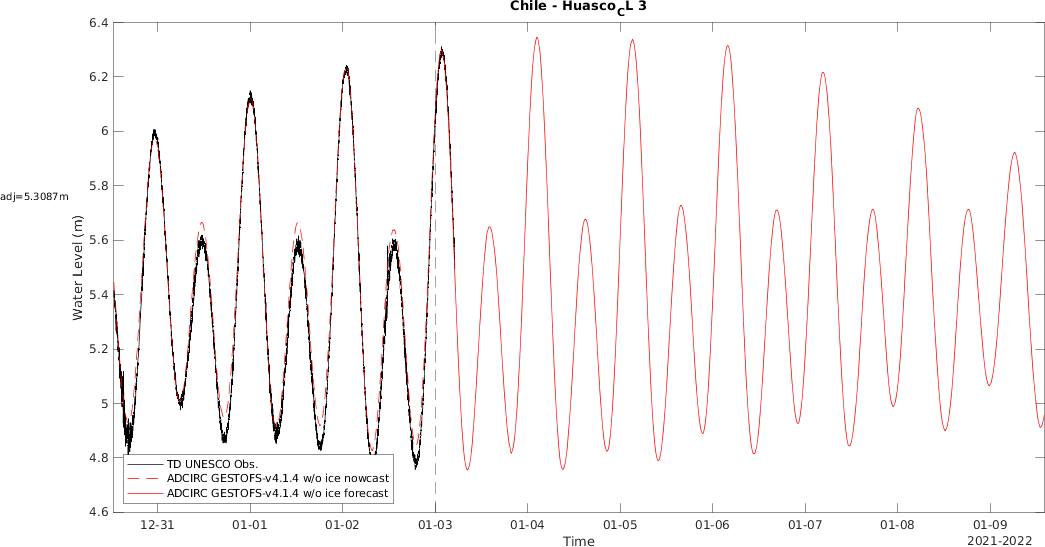 Chile - Huasco_CL 3
adj=5.3087m
Water Level (m)
6.4
6.2
6
5.8
5.6
5.4
5.2
5
4.8
4.6
TD UNESCO Obs.
ADCIRC GESTOFS-v4.1.4 w/o ice nowcast
ADCIRC GESTOFS-v4.1.4 w/o ice forecast
12-31 01-01 01-02 01-03 01-04 01-05 01-06 01-07 01-08 01-09
Time
2021-2022